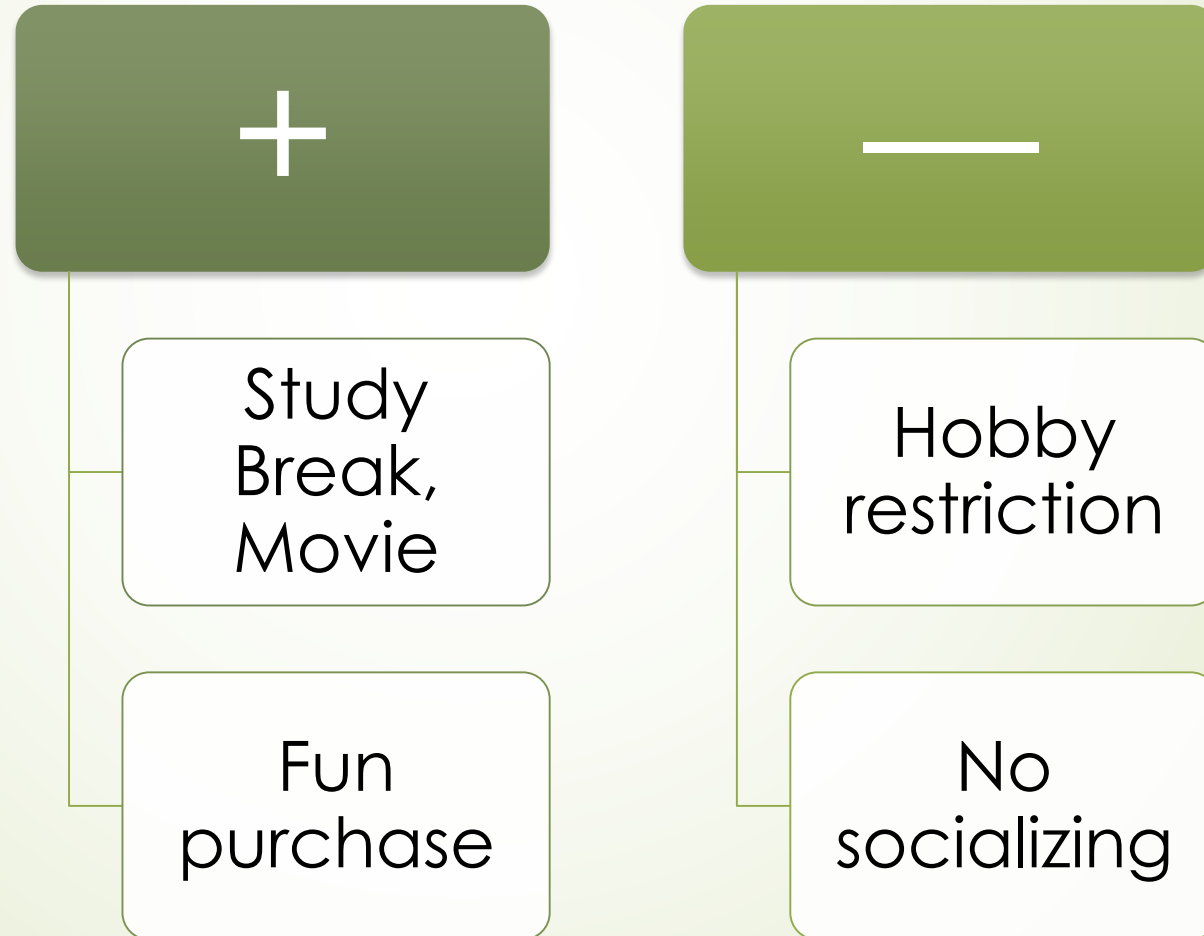 +
Study
Break,
Movie
Fun
purchase
—
Hobby
restriction
No
socializing